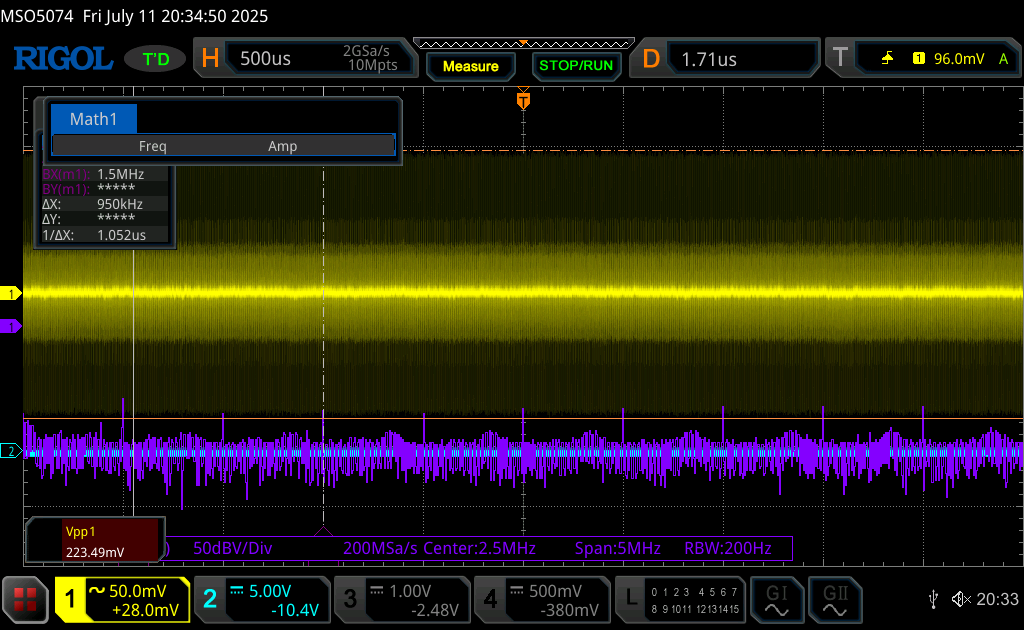 MSO5074 Fri July 11 20:34:50 2025
RIGOL T'D H 500us 2GSa/s 10Mpts Measure STOP/RUN D 1.71us T 1 96.0mV A
T
Math1
Freq Amp
BX(m1): 1.5MHz
BY(m1): *****
ΔX: 950kHz
ΔY: *****
1/ΔX: 1.052us
1
1
2
Vpp1
223.49mV
50dBV/Div 200MSa/s Center:2.5MHz Span:5MHz RBW:200Hz
1 50.0mV +28.0mV
2 5.00V -10.4V
3 1.00V -2.48V
4 500mV -380mV
L 0 1 2 3 4 5 6 7
8 9 10 11 12 13 14 15
GI
GII
20:33